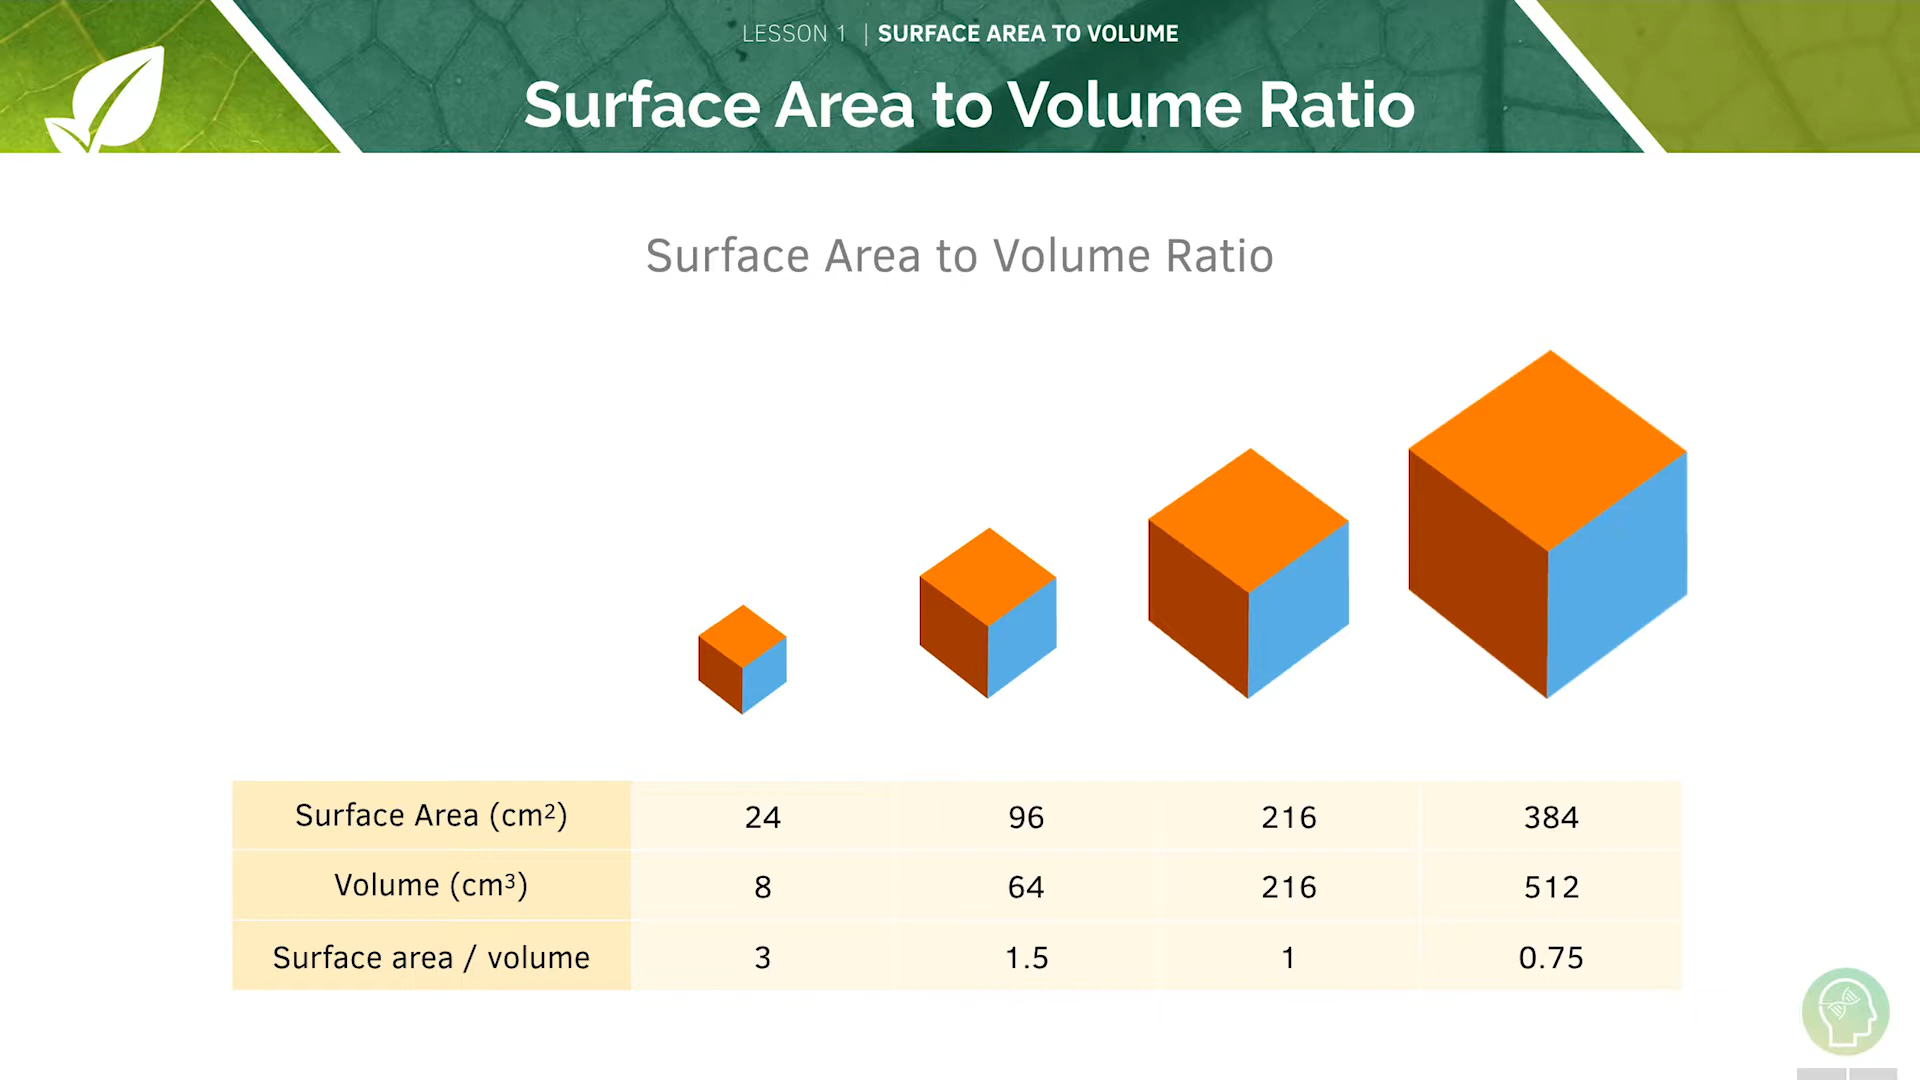 LESSON 1 | SURFACE AREA TO VOLUME
Surface Area to Volume Ratio
Surface Area to Volume Ratio
Surface Area (cm²) 24 96 216 384
Volume (cm³) 8 64 216 512
Surface area / volume 3 1.5 1 0.75